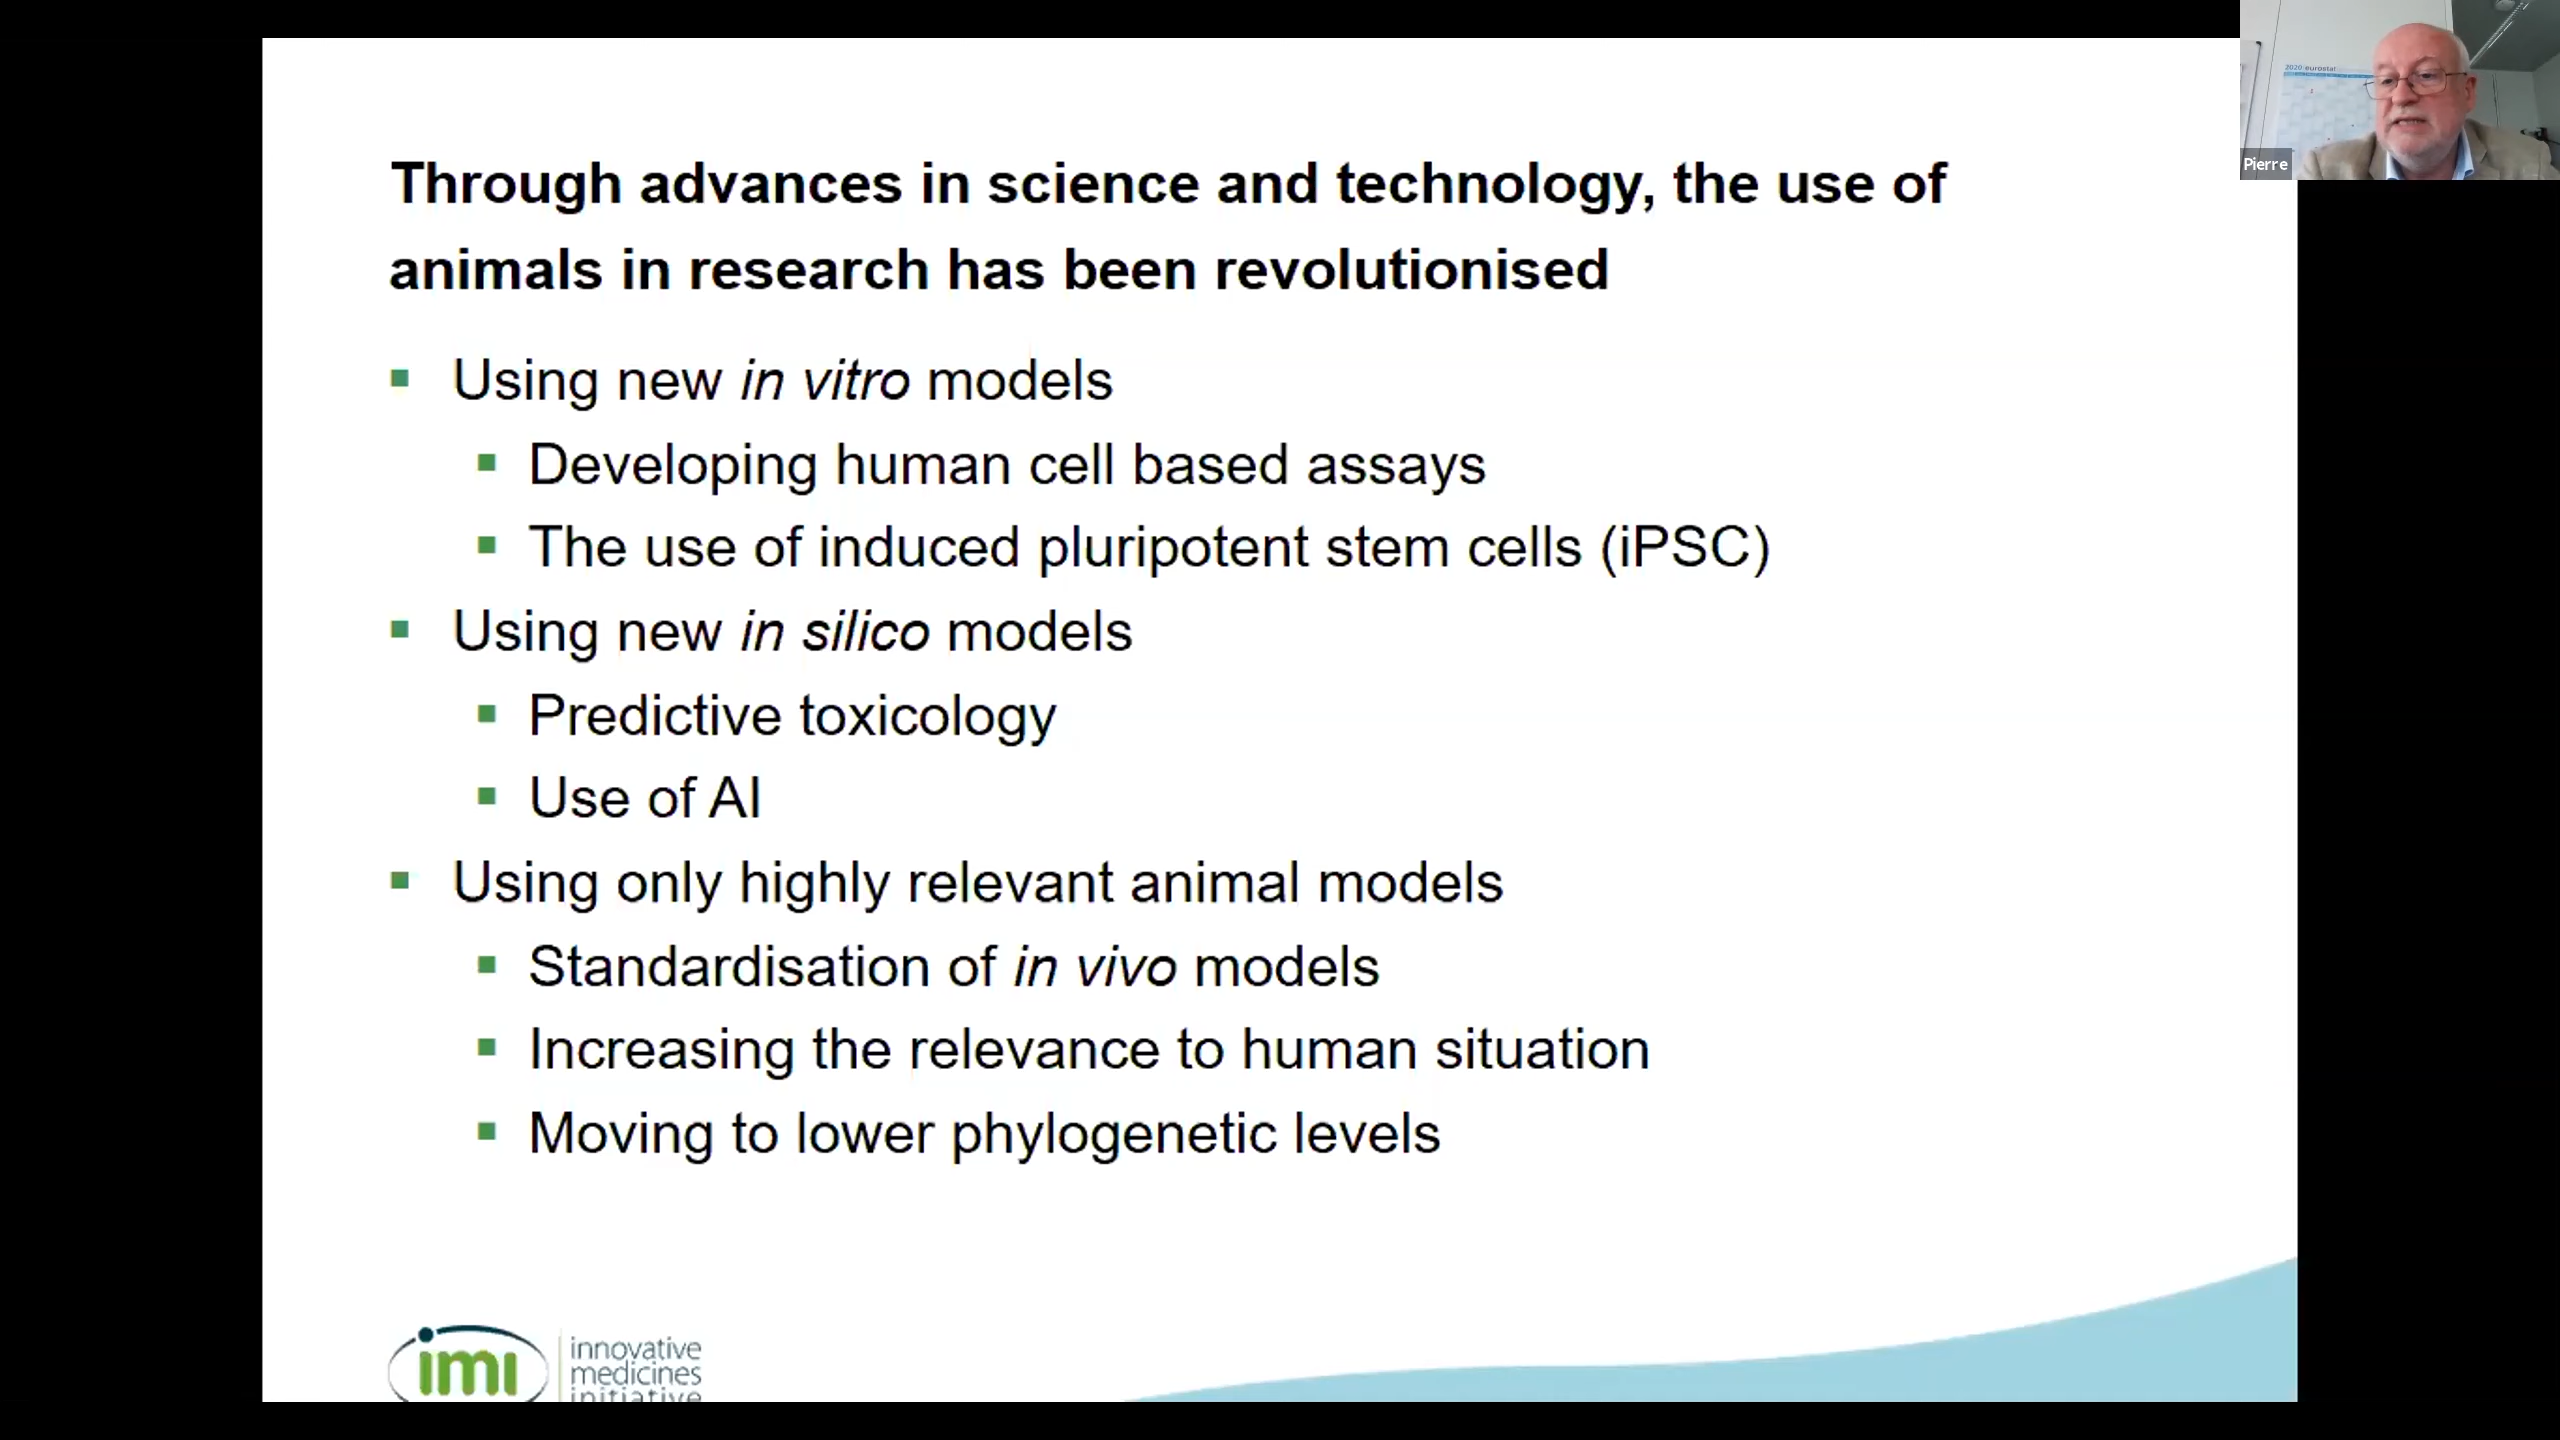 Through advances in science and technology, the use of
animals in research has been revolutionised
Using new in vitro models
Developing human cell based assays
The use of induced pluripotent stem cells (iPSC)
Using new in silico models
Predictive toxicology
Use of AI
Using only highly relevant animal models
Standardisation of in vivo models
Increasing the relevance to human situation
Moving to lower phylogenetic levels
imi
innovative
medicines
initiative
2020 eurostat
Pierre